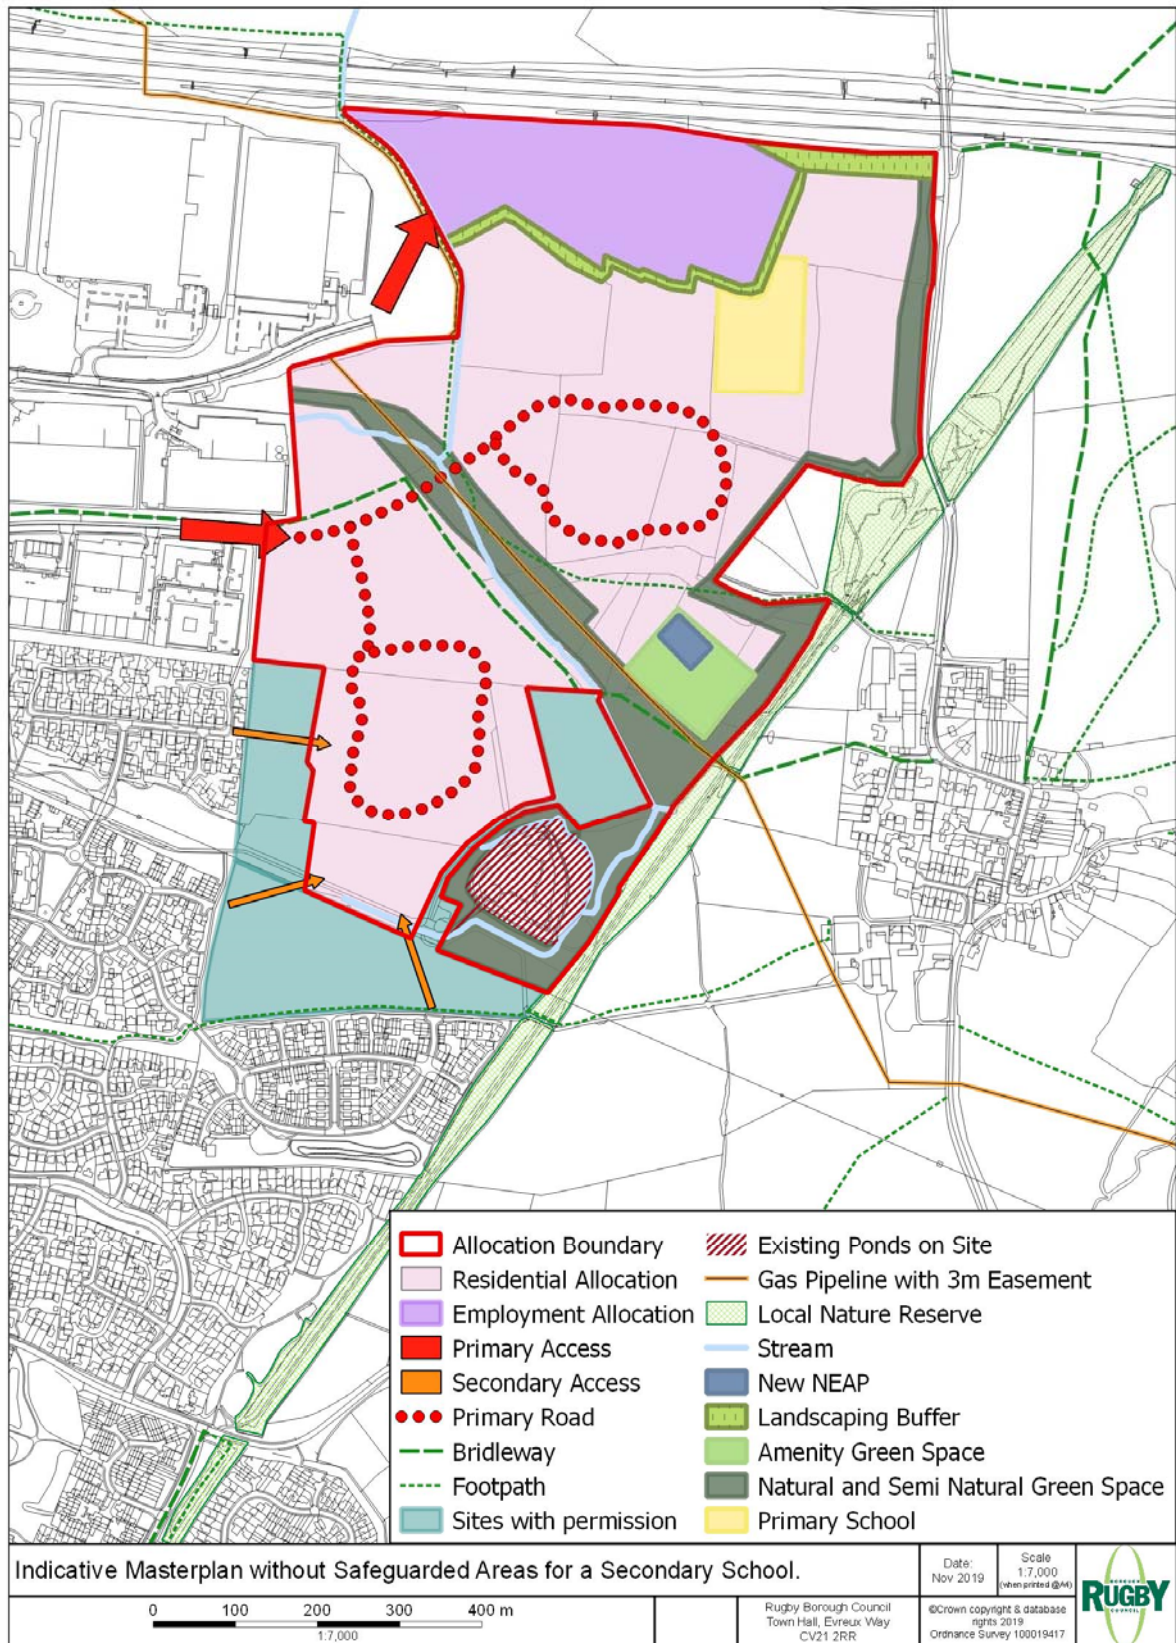 Allocation Boundary
Residential Allocation
Employment Allocation
Primary Access
Secondary Access
Primary Road
Bridleway
Footpath
Sites with permission
Existing Ponds on Site
Gas Pipeline with 3m Easement
Local Nature Reserve
Stream
New NEAP
Landscaping Buffer
Amenity Green Space
Natural and Semi Natural Green Space
Primary School
Indicative Masterplan without Safeguarded Areas for a Secondary School.
Date:
Nov 2019
Scale
1:7,000
(when printed @A4)
0 100 200 300 400 m
1:7,000
Rugby Borough Council
Town Hall, Evreux Way
CV21 2RR
©Crown copyright & database
rights 2019
Ordnance Survey 100019417
BOROUGH
RUGBY
COUNCIL